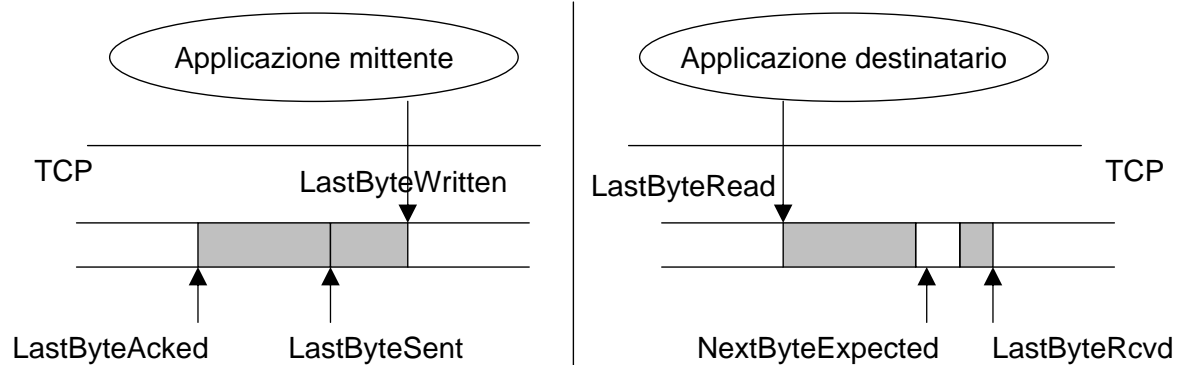 Applicazione mittente
Applicazione destinatario
TCP
LastByteWritten
LastByteRead
TCP
LastByteAcked
LastByteSent
NextByteExpected
LastByteRcvd